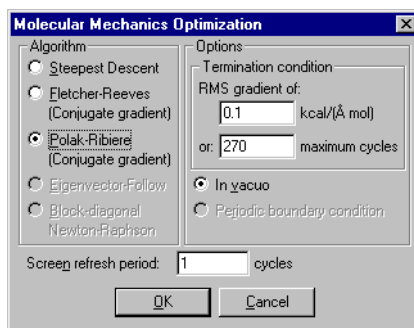 Molecular Mechanics Optimization
Algorithm
Steepest Descent
Fletcher-Reeves
(Conjugate gradient)
Polak-Ribiere
(Conjugate gradient)
Eigenvector-Follow
Block-diagonal
Newton-Raphson
Options
Termination condition
RMS gradient of:
0.1 kcal/(Å mol)
or: 270 maximum cycles
In vacuo
Periodic boundary condition
Screen refresh period: 1 cycles
OK Cancel